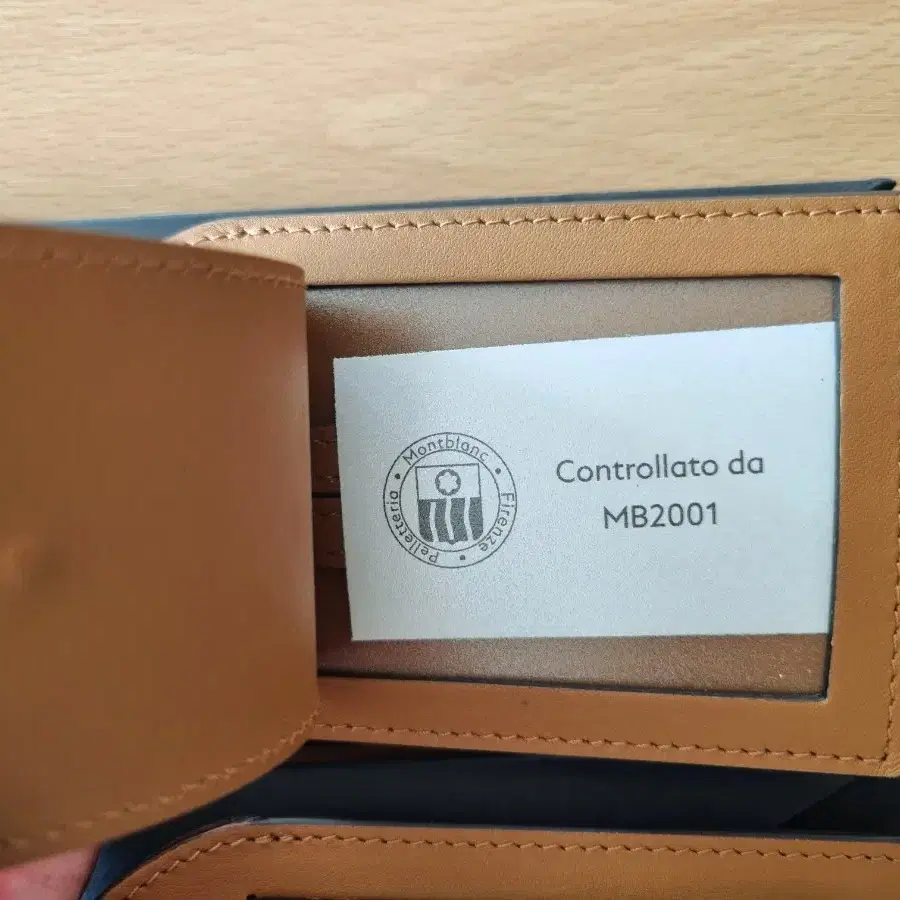 Montblanc
Firenze
Pelletteria
Controllato da
MB2001